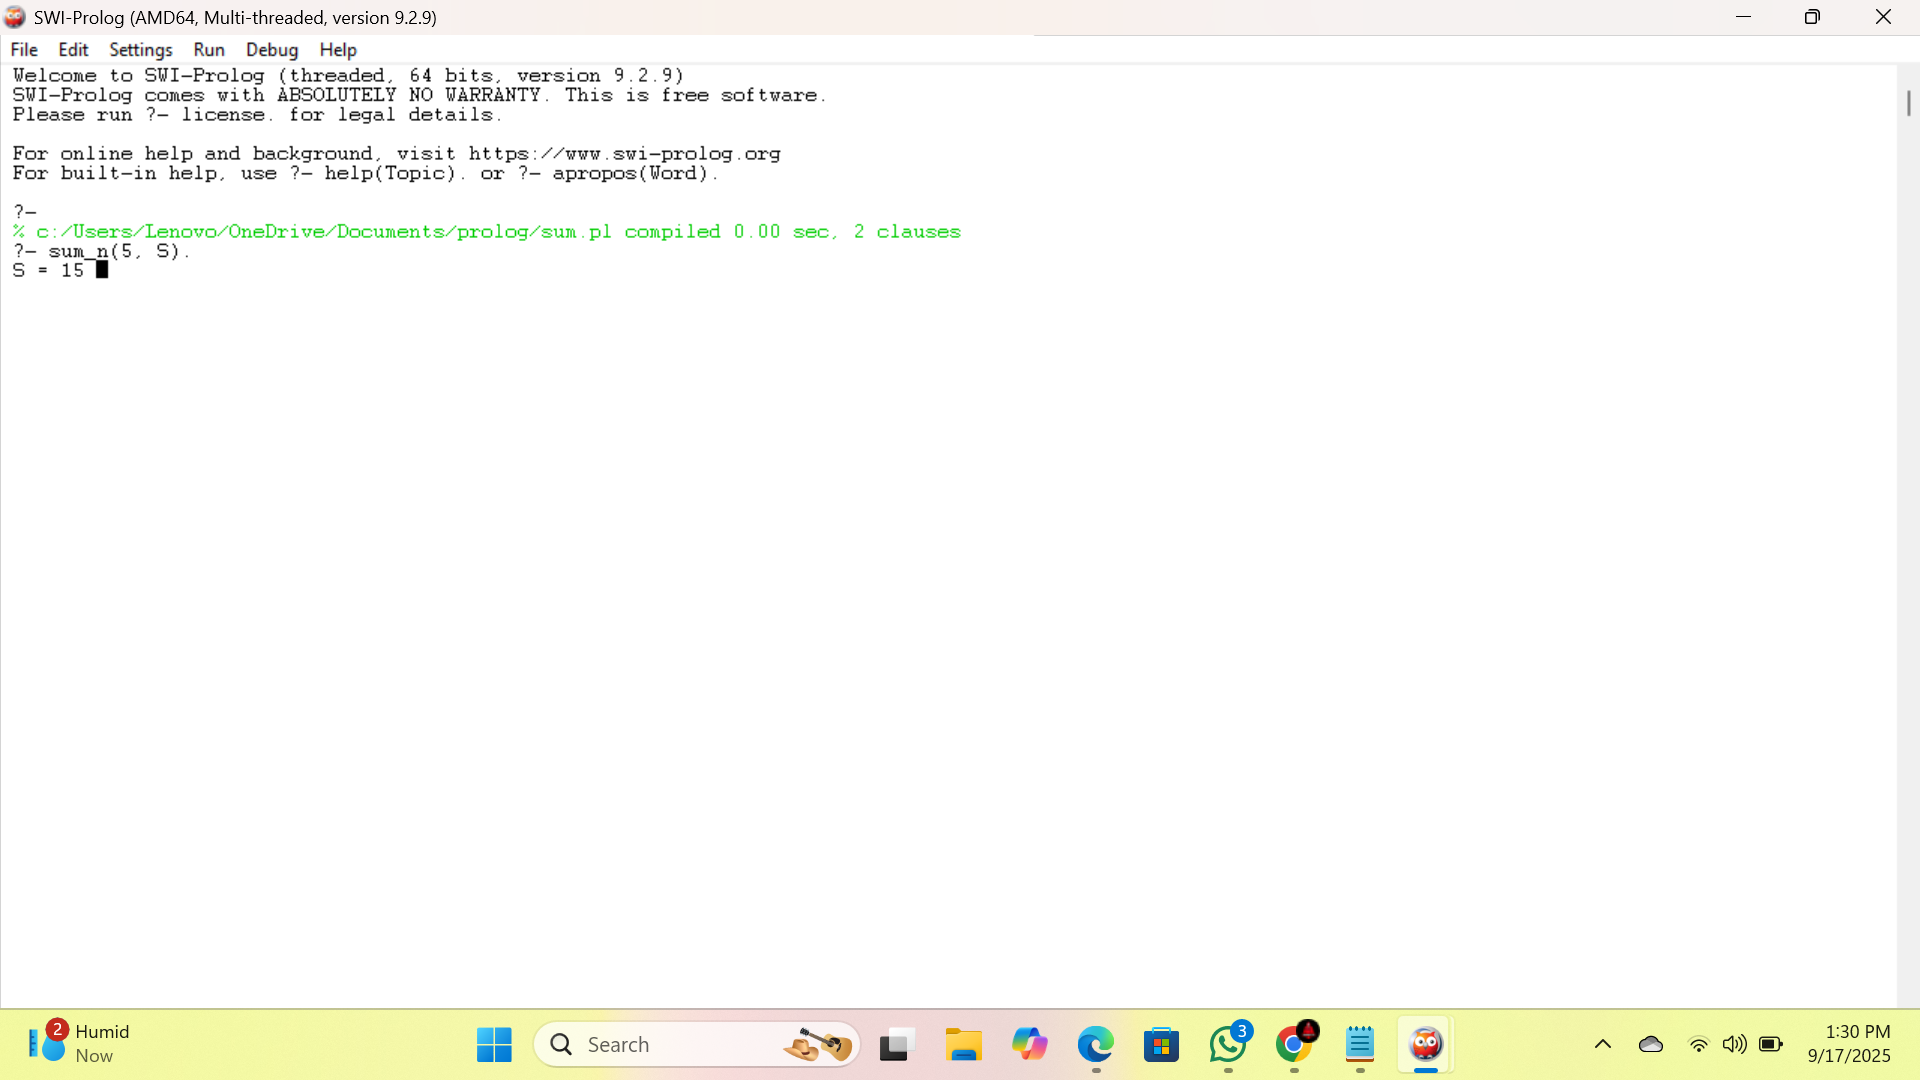 SWI-Prolog (AMD64, Multi-threaded, version 9.2.9)
File Edit Settings Run Debug Help
Welcome to SWI-Prolog (threaded, 64 bits, version 9.2.9)
SWI-Prolog comes with ABSOLUTELY NO WARRANTY. This is free software.
Please run ?- license. for legal details.
For online help and background, visit https://www.swi-prolog.org
For built-in help, use ?- help(Topic). or ?- apropos(Word).
?-
% c:/Users/Lenovo/OneDrive/Documents/prolog/sum.pl compiled 0.00 sec, 2 clauses
?- sum_n(5, S).
S = 15
2
Humid
Now
Search
3
1:30 PM
9/17/2025